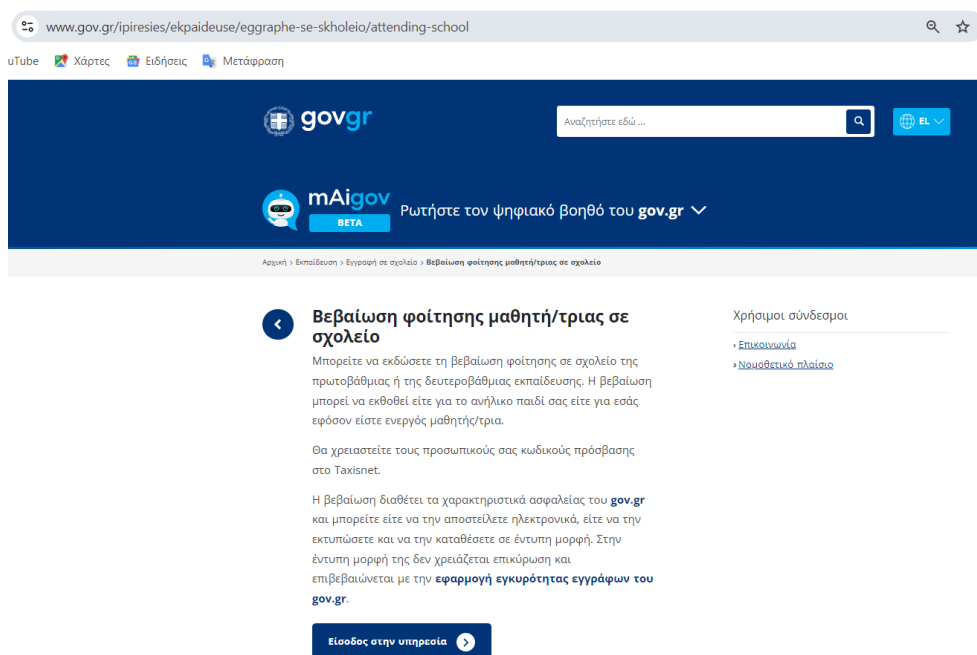 www.gov.gr/ipiresies/ekpaideuse/eggraphe-se-skholeio/attending-school
uTube Χάρτες Ειδήσεις Μετάφραση
govgr
Αναζητήστε εδώ ...
EL
mAigov
BETA
Ρωτήστε τον ψηφιακό βοηθό του gov.gr
Αρχική › Εκπαίδευση › Εγγραφή σε σχολείο › Βεβαίωση φοίτησης μαθητή/τριας σε σχολείο
Βεβαίωση φοίτησης μαθητή/τριας σε
σχολείο
Μπορείτε να εκδώσετε τη βεβαίωση φοίτησης σε σχολείο της
πρωτοβάθμιας ή της δευτεροβάθμιας εκπαίδευσης. Η βεβαίωση
μπορεί να εκθοθεί είτε για το ανήλικο παιδί σας είτε για εσάς
εφόσον είστε ενεργός μαθητής/τρια.
Θα χρειαστείτε τους προσωπικούς σας κωδικούς πρόσβασης
στο Taxisnet.
Η βεβαίωση διαθέτει τα χαρακτηριστικά ασφαλείας του gov.gr
και μπορείτε είτε να την αποστείλετε ηλεκτρονικά, είτε να την
εκτυπώσετε και να την καταθέσετε σε έντυπη μορφή. Στην
έντυπη μορφή της δεν χρειάζεται επικύρωση και
επιβεβαιώνεται με την εφαρμογή εγκυρότητας εγγράφων του
gov.gr.
Είσοδος στην υπηρεσία
Χρήσιμοι σύνδεσμοι
› Επικοινωνία
› Νομοθετικό πλαίσιο